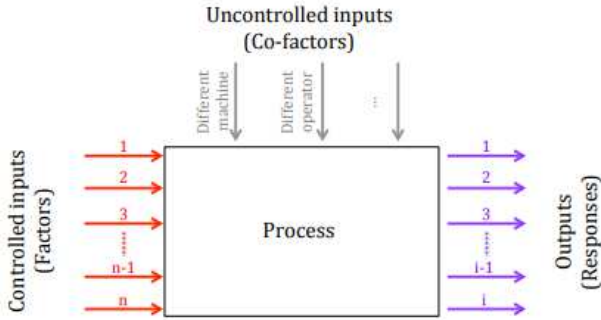 Uncontrolled inputs
(Co-factors)
Different
machine
Different
operator
...
Controlled inputs
(Factors)
1
2
3
n-1
n
Process
1
2
3
i-1
i
Outputs
(Responses)